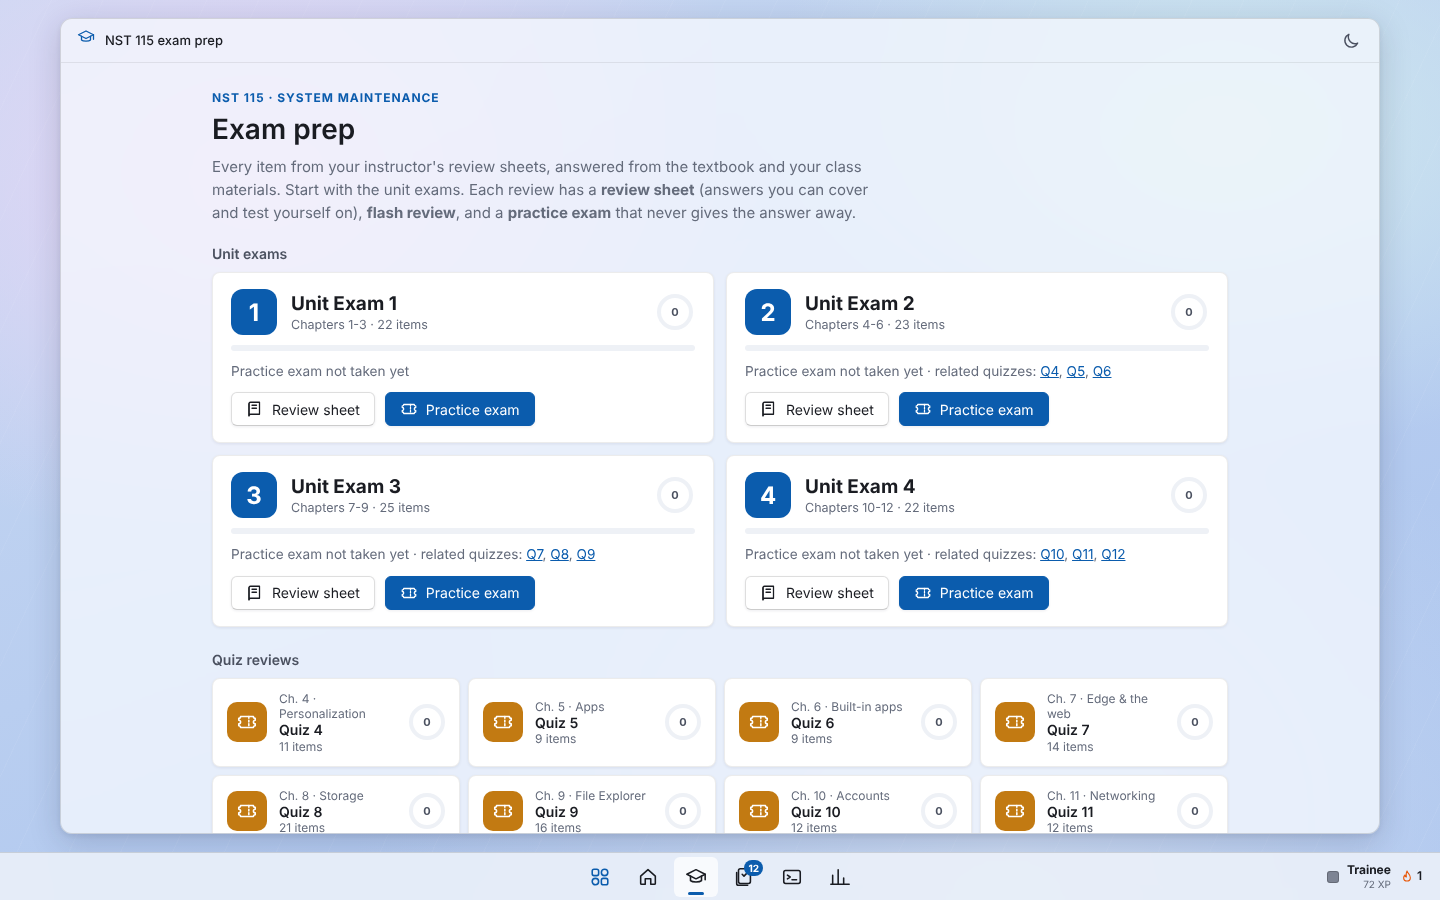 NST 115 exam prep
NST 115 · SYSTEM MAINTENANCE
Exam prep
Every item from your instructor's review sheets, answered from the textbook and your class
materials. Start with the unit exams. Each review has a review sheet (answers you can cover
and test yourself on), flash review, and a practice exam that never gives the answer away.
Unit exams
1
Unit Exam 1
Chapters 1-3 · 22 items
0
Practice exam not taken yet
Review sheet
Practice exam
2
Unit Exam 2
Chapters 4-6 · 23 items
0
Practice exam not taken yet · related quizzes: Q4, Q5, Q6
Review sheet
Practice exam
3
Unit Exam 3
Chapters 7-9 · 25 items
0
Practice exam not taken yet · related quizzes: Q7, Q8, Q9
Review sheet
Practice exam
4
Unit Exam 4
Chapters 10-12 · 22 items
0
Practice exam not taken yet · related quizzes: Q10, Q11, Q12
Review sheet
Practice exam
Quiz reviews
Ch. 4 ·
Personalization
Quiz 4
11 items
0
Ch. 5 · Apps
Quiz 5
9 items
0
Ch. 6 · Built-in apps
Quiz 6
9 items
0
Ch. 7 · Edge & the
web
Quiz 7
14 items
0
Ch. 8 · Storage
Quiz 8
21 items
0
Ch. 9 · File Explorer
Quiz 9
16 items
0
Ch. 10 · Accounts
Quiz 10
12 items
0
Ch. 11 · Networking
Quiz 11
12 items
0
12
Trainee
72 XP
1